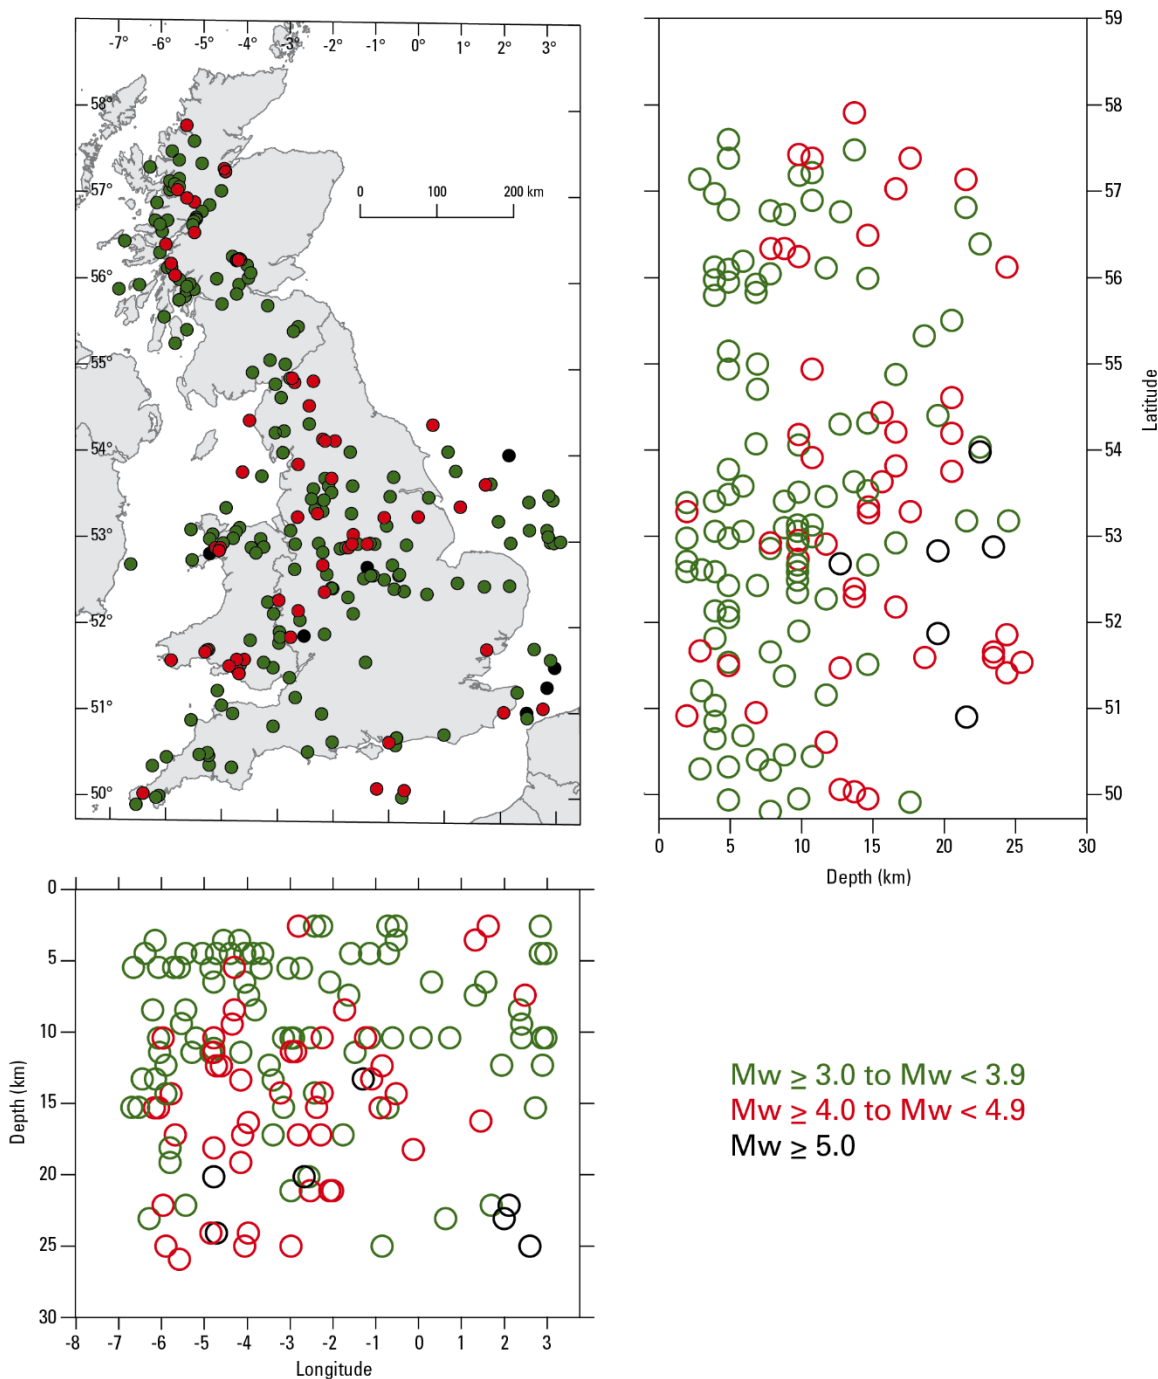 -7° -6° -5° -4° -3° -2° -1° 0° 1° 2° 3°
58°
57°
56°
55°
54°
53°
52°
51°
50°
0 100 200 km
59
58
57
56
55
54
53
52
51
50
Latitude
0 5 10 15 20 25 30
Depth (km)
0
5
10
15
20
25
30
Depth (km)
-8 -7 -6 -5 -4 -3 -2 -1 0 1 2 3
Longitude
Mw ≥ 3.0 to Mw < 3.9
Mw ≥ 4.0 to Mw < 4.9
Mw ≥ 5.0